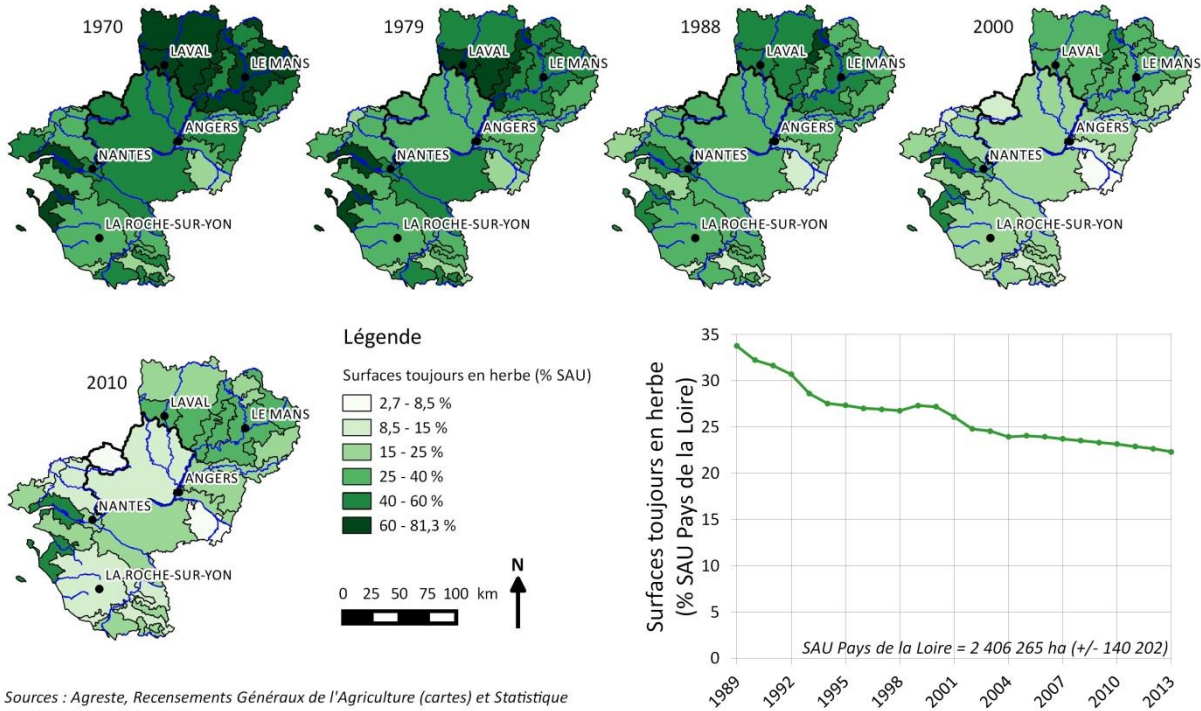 1970
LAVAL
LE MANS
ANGERS
NANTES
LA ROCHE-SUR-YON
1979
LAVAL
LE MANS
ANGERS
NANTES
LA ROCHE-SUR-YON
1988
LAVAL
LE MANS
ANGERS
NANTES
LA ROCHE-SUR-YON
2000
LAVAL
LE MANS
ANGERS
NANTES
LA ROCHE-SUR-YON
2010
LAVAL
LE MANS
ANGERS
NANTES
LA ROCHE-SUR-YON
Légende
Surfaces toujours en herbe (% SAU)
2,7 - 8,5 %
8,5 - 15 %
15 - 25 %
25 - 40 %
40 - 60 %
60 - 81,3 %
0 25 50 75 100 km
N
Surfaces toujours en herbe
(% SAU Pays de la Loire)
35
30
25
20
15
10
5
0
SAU Pays de la Loire = 2 406 265 ha (+/- 140 202)
1989 1992 1995 1998 2001 2004 2007 2010 2013
Sources : Agreste, Recensements Généraux de l'Agriculture (cartes) et Statistique